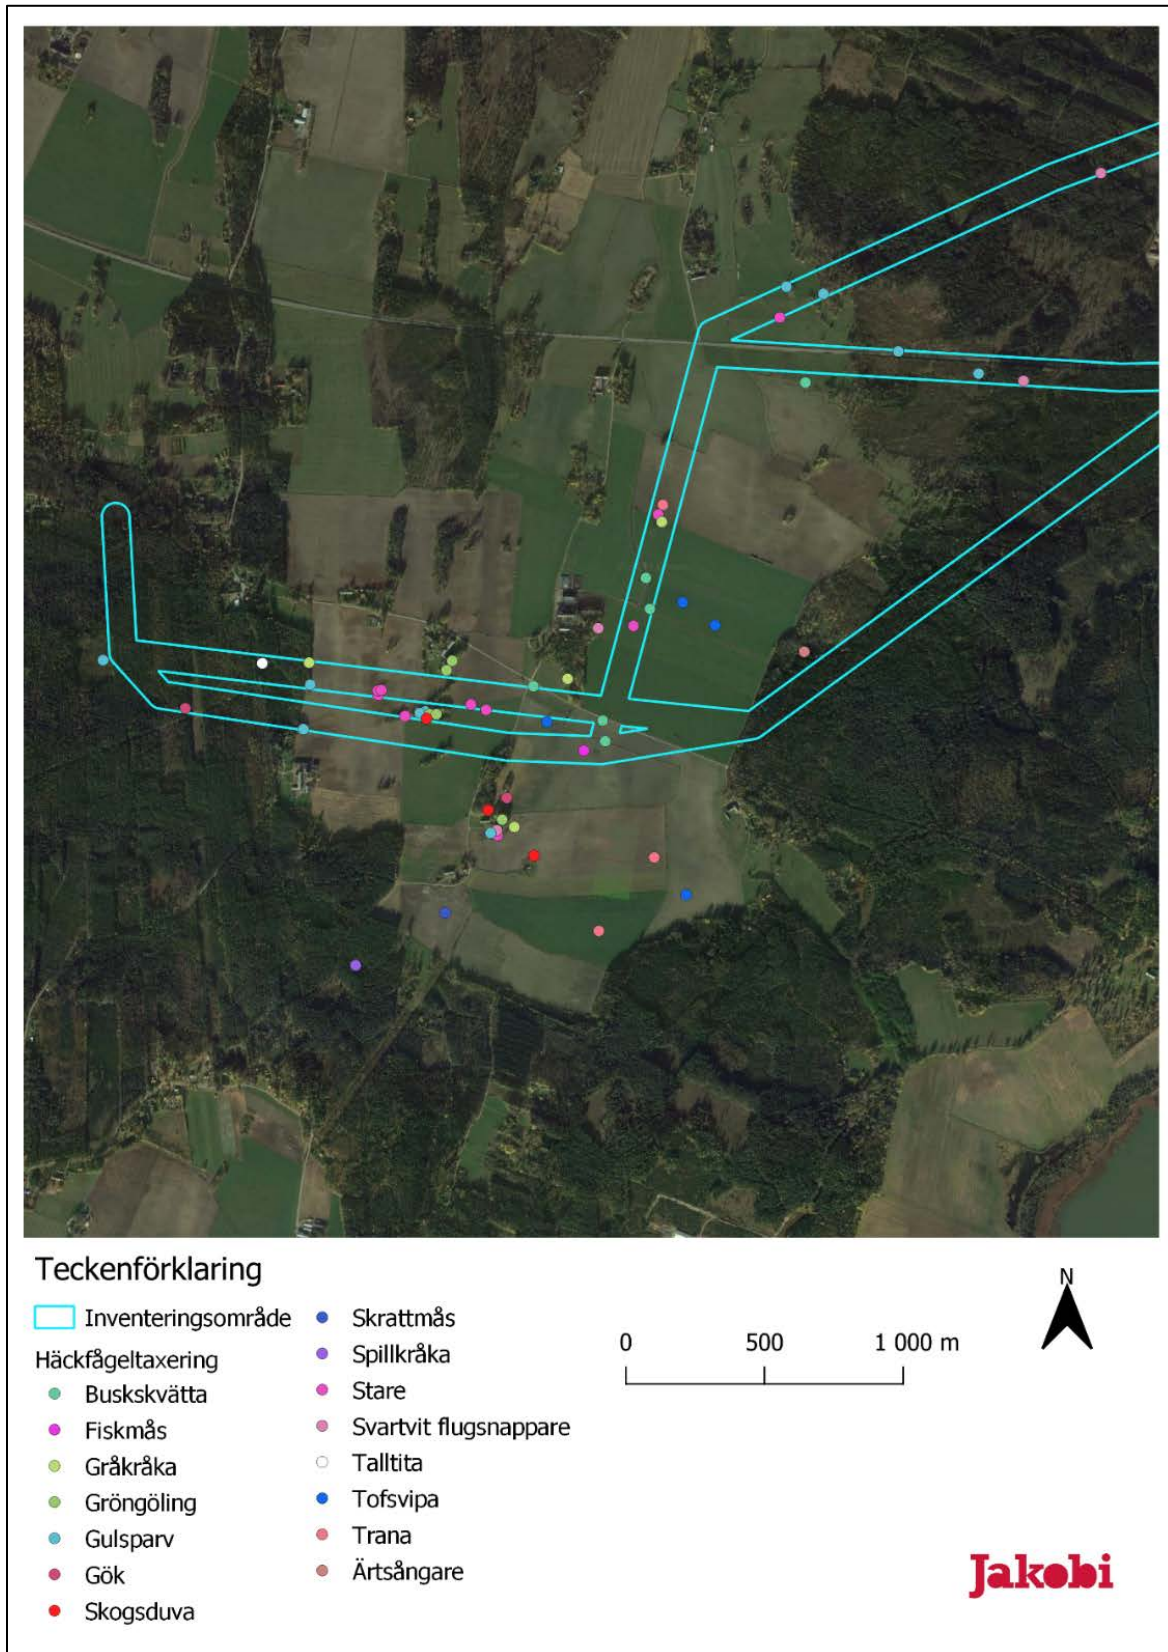 Teckenförklaring
Inventeringsområde
Häckfågeltaxering
Buskskvätta
Fiskmås
Gråkråka
Gröngöling
Gulsparv
Gök
Skogsduva
Skrattmås
Spillkråka
Stare
Svartvit flugsnappare
Talltita
Tofsvipa
Trana
Ärtsångare
0 500 1 000 m
N
Jakobi